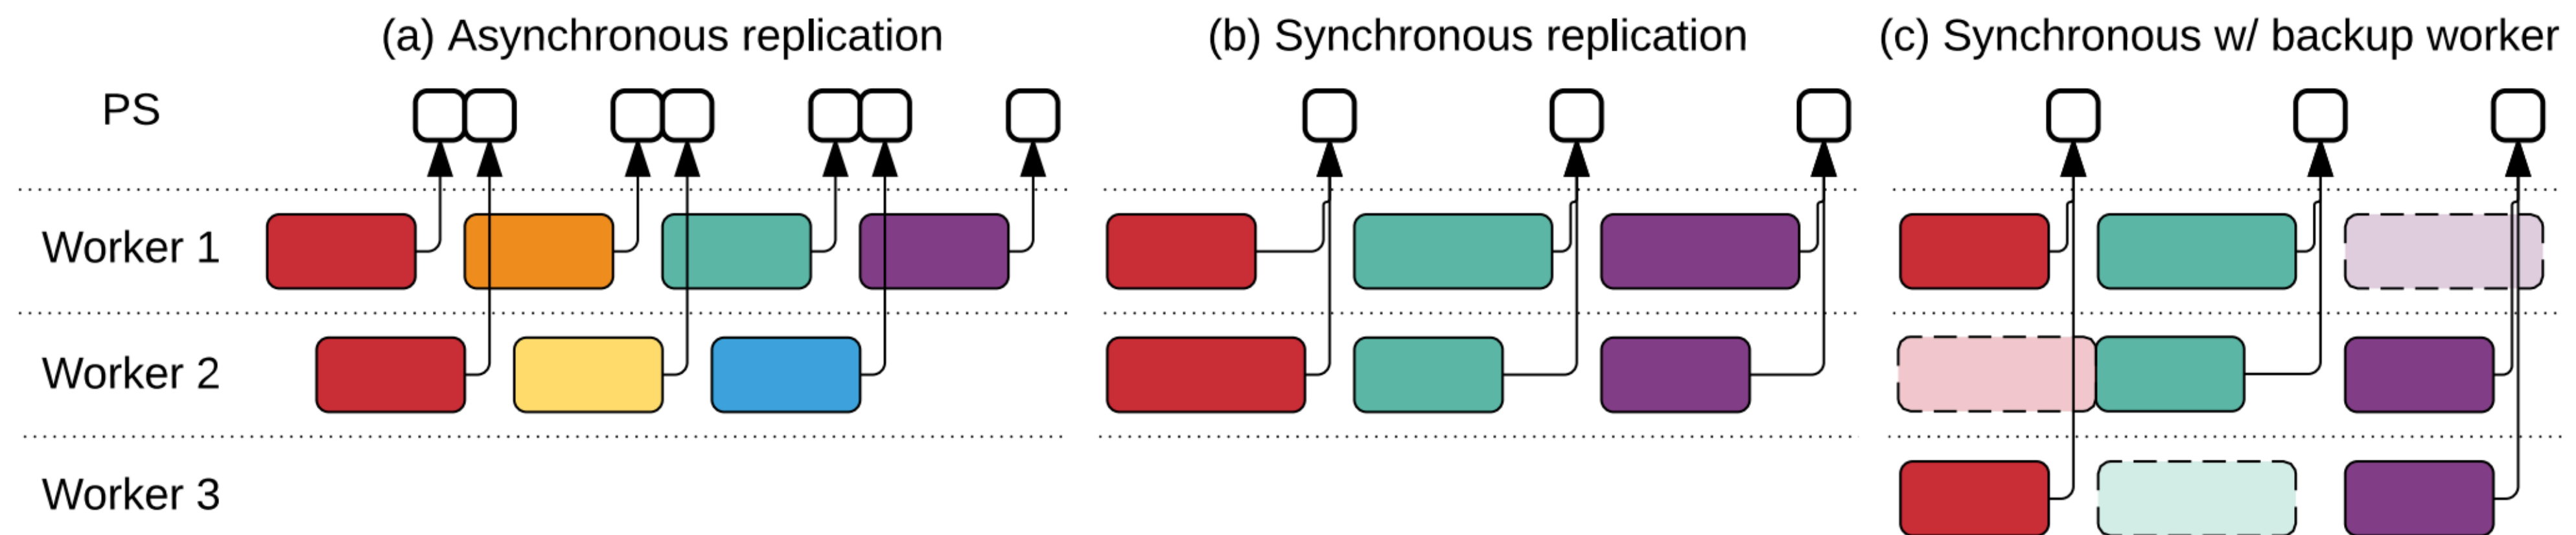 (a) Asynchronous replication
(b) Synchronous replication
(c) Synchronous w/ backup worker
PS
Worker 1
Worker 2
Worker 3